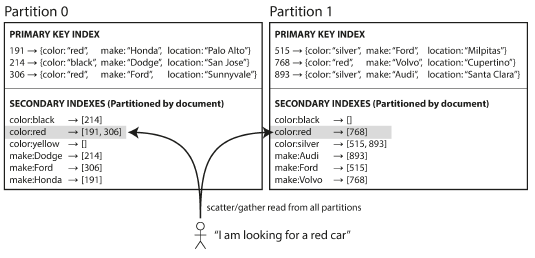 Partition 0
PRIMARY KEY INDEX
191 → {color: "red", make: "Honda", location: "Palo Alto"}
214 → {color: "black", make: "Dodge", location: "San Jose"}
306 → {color: "red", make: "Ford", location: "Sunnyvale"}
SECONDARY INDEXES (Partitioned by document)
color:black → [214]
color:red → [191, 306]
color:yellow → []
make:Dodge → [214]
make:Ford → [306]
make:Honda → [191]
Partition 1
PRIMARY KEY INDEX
515 → {color: "silver", make: "Ford", location: "Milpitas"}
768 → {color: "red", make: "Volvo", location: "Cupertino"}
893 → {color: "silver", make: "Audi", location: "Santa Clara"}
SECONDARY INDEXES (Partitioned by document)
color:black → []
color:red → [768]
color:silver → [515, 893]
make:Audi → [893]
make:Ford → [515]
make:Volvo → [768]
scatter/gather read from all partitions
"I am looking for a red car"